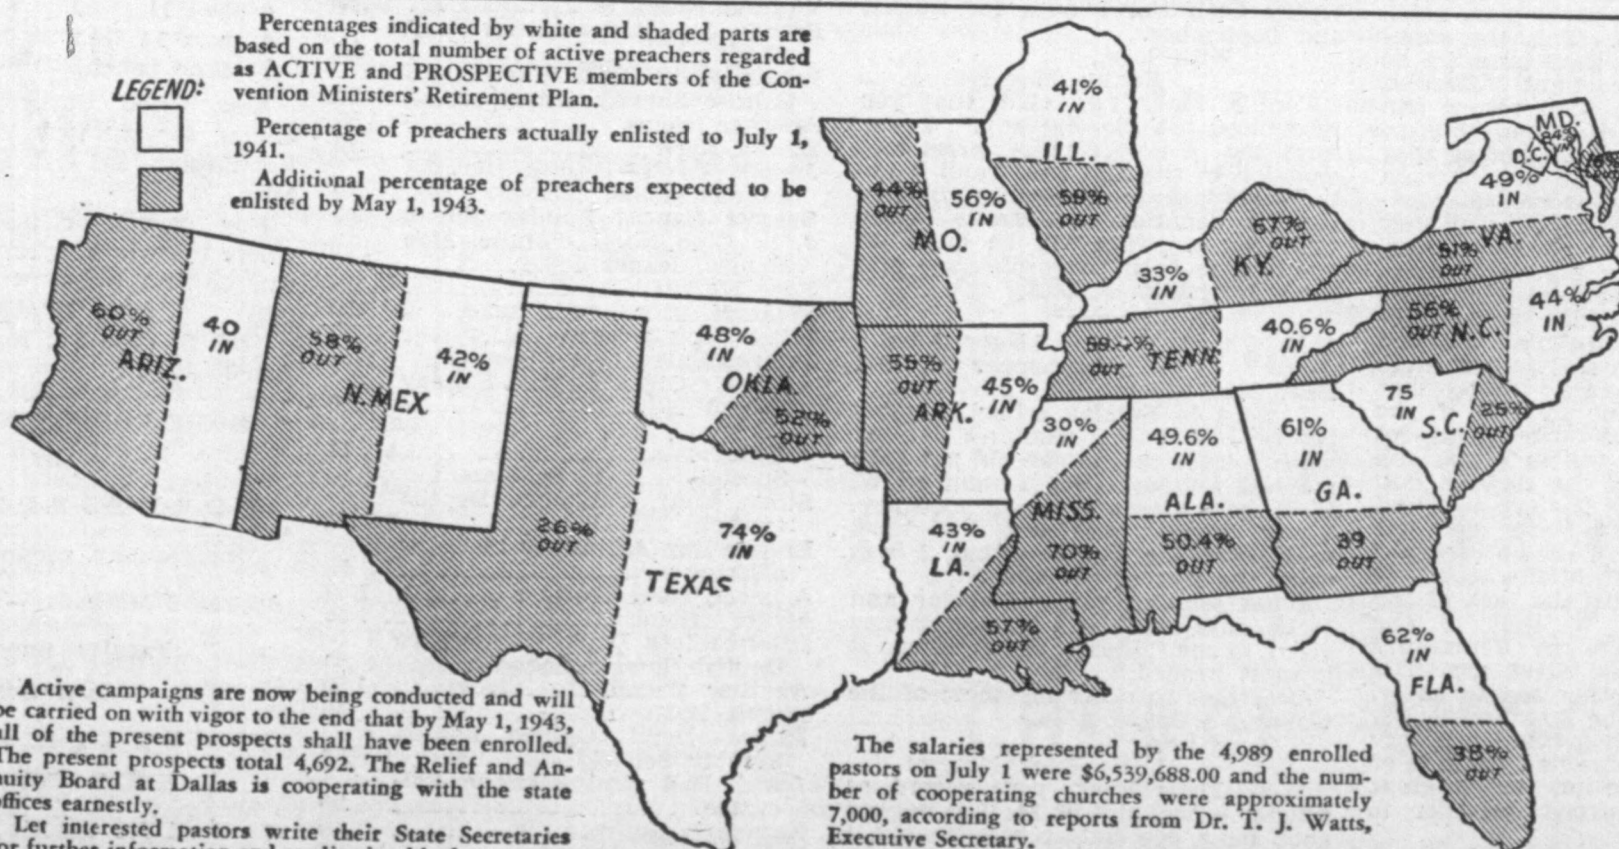 Percentages indicated by white and shaded parts are
based on the total number of active preachers regarded
as ACTIVE and PROSPECTIVE members of the Con-
vention Ministers' Retirement Plan.
LEGEND:
Percentage of preachers actually enlisted to July 1,
1941.
Additional percentage of preachers expected to be
enlisted by May 1, 1943.
60%
OUT
40
IN
ARIZ.
58%
OUT
42%
IN
N.MEX
26%
OUT
74%
IN
TEXAS
48%
IN
OKLA.
52%
OUT
44%
OUT
56%
IN
MO.
55%
OUT
45%
IN
ARK.
43%
IN
LA.
57%
OUT
41%
IN
ILL.
59%
OUT
33%
IN
67%
OUT
KY.
OUT
TENN.
40.6%
IN
30%
IN
MISS.
70%
OUT
49.6%
IN
ALA.
50.4%
OUT
61%
IN
GA.
39
OUT
62%
IN
FLA.
38%
OUT
75
IN
S.C.
25%
OUT
56%
OUT
N.C.
44%
IN
MD.
D.C.
49%
IN
51%
OUT
VA.
Active campaigns are now being conducted and will
be carried on with vigor to the end that by May 1, 1943,
all of the present prospects shall have been enrolled.
The present prospects total 4,692. The Relief and An-
nuity Board at Dallas is cooperating with the state
offices earnestly.
Let interested pastors write their State Secretaries
The salaries represented by the 4,989 enrolled
pastors on July 1 were $6,539,688.00 and the num-
ber of cooperating churches were approximately
7,000, according to reports from Dr. T. J. Watts,
Executive Secretary.